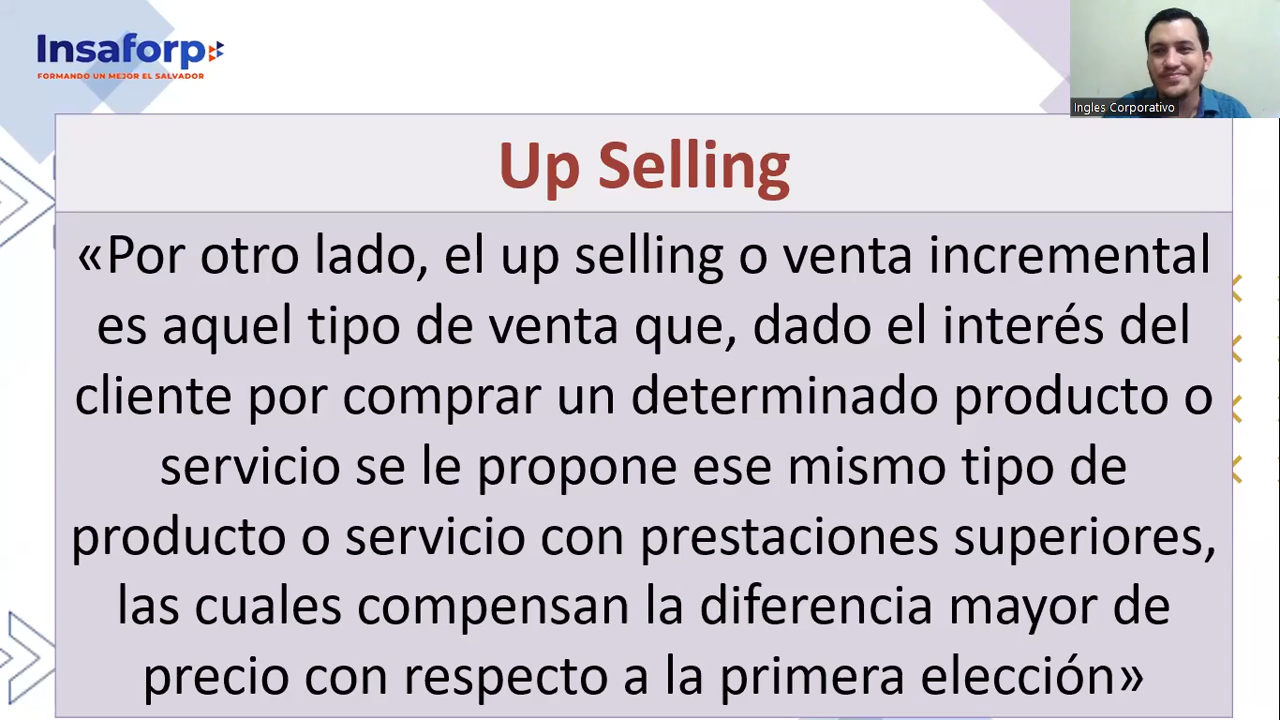 Insaforp
FORMANDO UN MEJOR EL SALVADOR
Ingles Corporativo
Up Selling
«Por otro lado, el up selling o venta incremental
es aquel tipo de venta que, dado el interés del
cliente por comprar un determinado producto o
servicio se le propone ese mismo tipo de
producto o servicio con prestaciones superiores,
las cuales compensan la diferencia mayor de
precio con respecto a la primera elección»